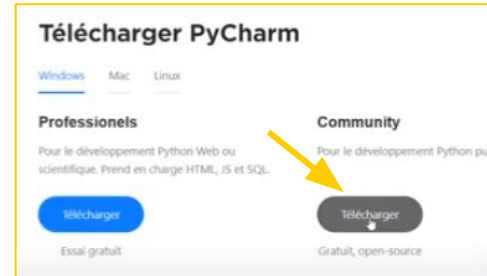 Télécharger PyCharm
Windows Mac Linux
Professionels
Pour le développement Python Web ou
scientifique. Prend en charge HTML, JS et SQL.
Télécharger
Essai gratuit
Community
Pour le développement Python pu
Télécharger
Gratuit, open-source